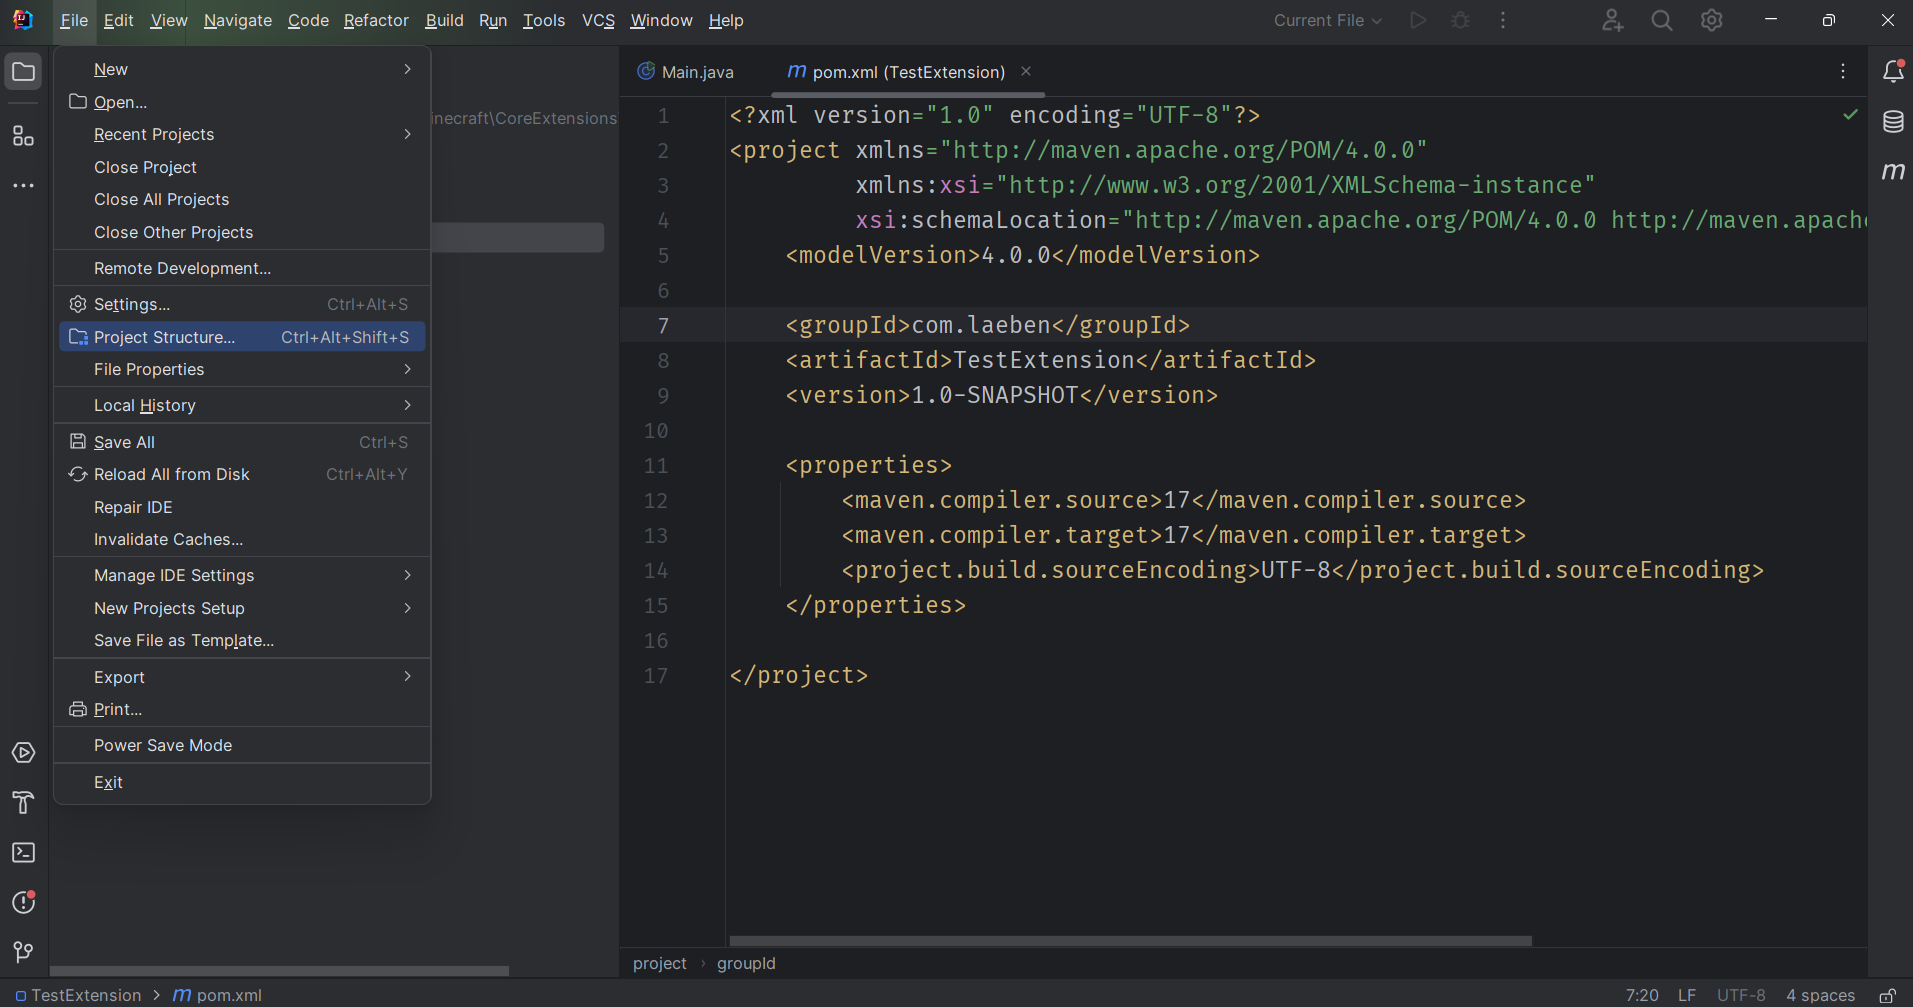 File Edit View Navigate Code Refactor Build Run Tools VCS Window Help Current File
New
Open...
Recent Projects
Close Project
Close All Projects
Close Other Projects
Remote Development...
Settings... Ctrl+Alt+S
Project Structure... Ctrl+Alt+Shift+S
File Properties
Local History
Save All Ctrl+S
Reload All from Disk Ctrl+Alt+Y
Repair IDE
Invalidate Caches...
Manage IDE Settings
New Projects Setup
Save File as Template...
Export
Print...
Power Save Mode
Exit
inecraft\CoreExtensions
Main.java m pom.xml (TestExtension)
1 <?xml version="1.0" encoding="UTF-8"?>
2 <project xmlns="http://maven.apache.org/POM/4.0.0"
3 xmlns:xsi="http://www.w3.org/2001/XMLSchema-instance"
4 xsi:schemaLocation="http://maven.apache.org/POM/4.0.0 http://maven.apach
5 <modelVersion>4.0.0</modelVersion>
6
7 <groupId>com.laeben</groupId>
8 <artifactId>TestExtension</artifactId>
9 <version>1.0-SNAPSHOT</version>
10
11 <properties>
12 <maven.compiler.source>17</maven.compiler.source>
13 <maven.compiler.target>17</maven.compiler.target>
14 <project.build.sourceEncoding>UTF-8</project.build.sourceEncoding>
15 </properties>
16
17 </project>
m
project › groupId
TestExtension > m pom.xml 7:20 LF UTF-8 4 spaces